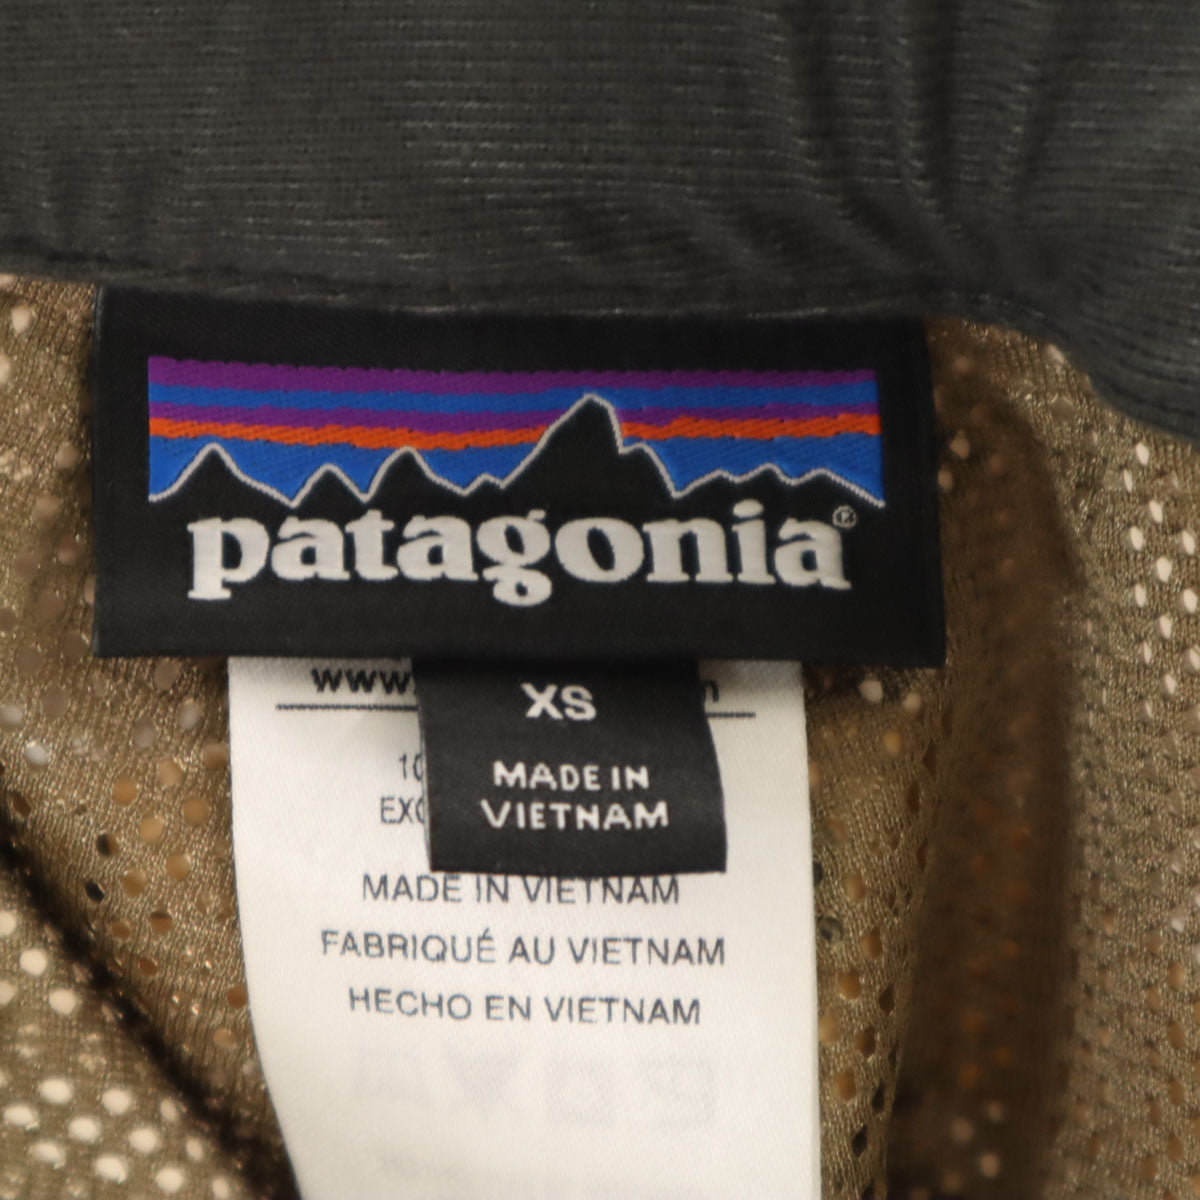 patagonia®
XS
MADE IN
VIETNAM
MADE IN VIETNAM
FABRIQUÉ AU VIETNAM
HECHO EN VIETNAM